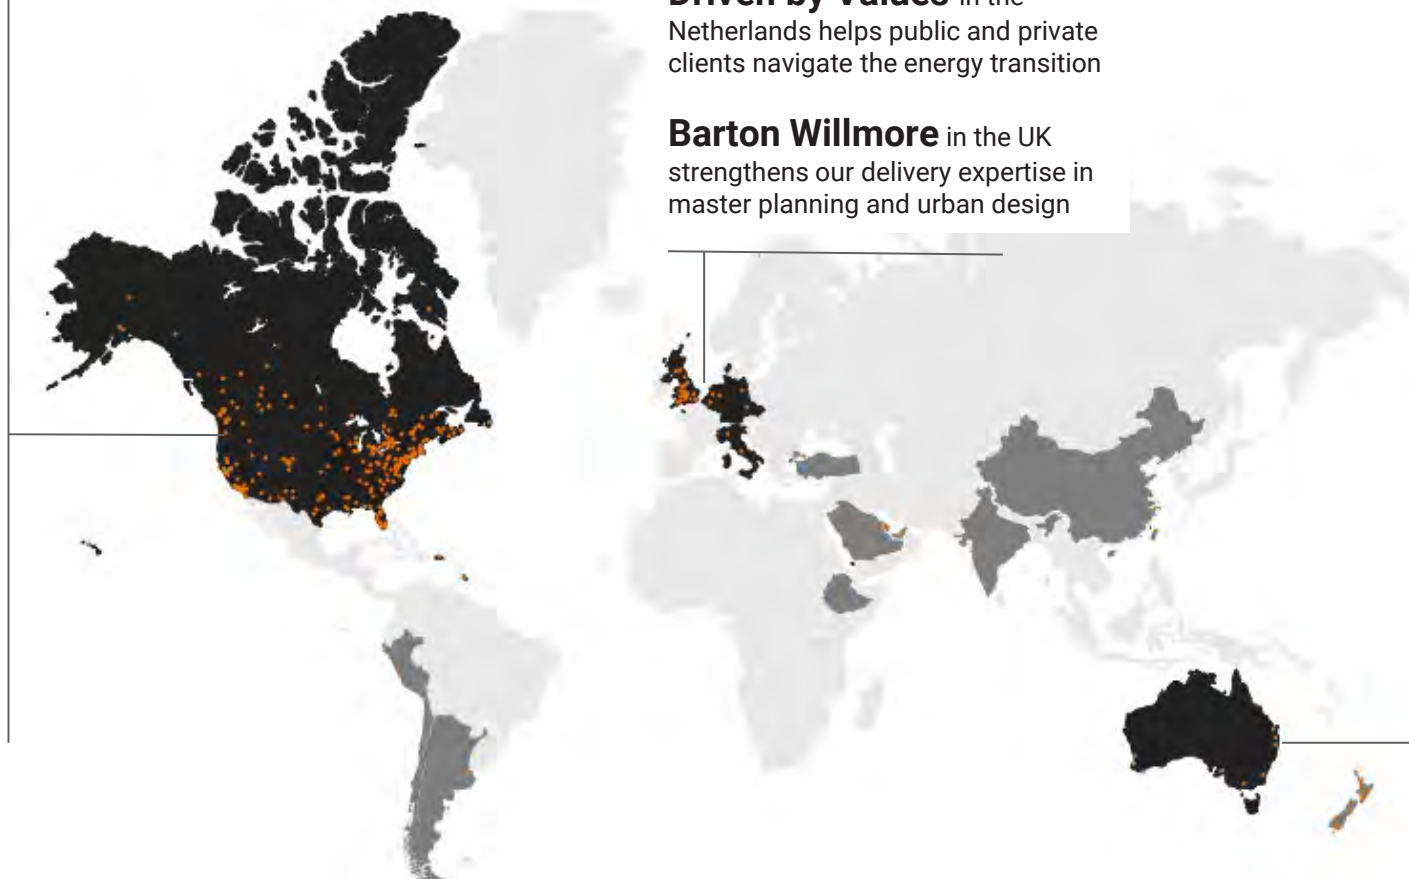 Driven by Values in the
Netherlands helps public and private
clients navigate the energy transition
Barton Willmore in the UK
strengthens our delivery expertise in
master planning and urban design